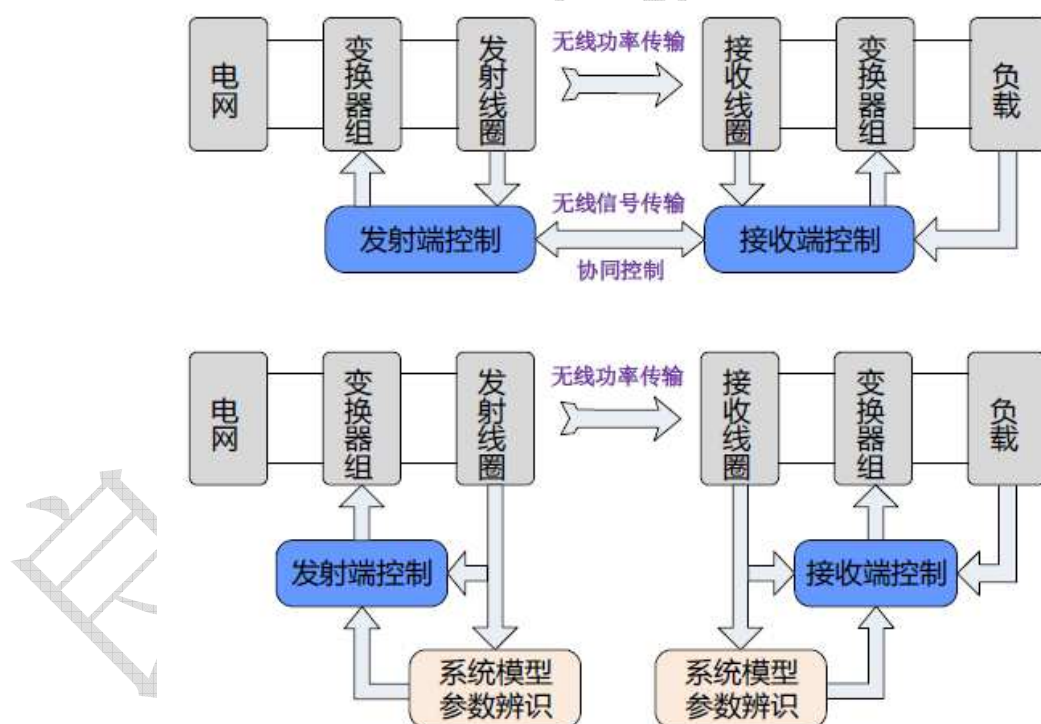 电网
变换器组
发射线圈
无线功率传输
接收线圈
变换器组
负载
发射端控制
无线信号传输
协同控制
接收端控制
电网
变换器组
发射线圈
无线功率传输
接收线圈
变换器组
负载
发射端控制
接收端控制
系统模型
参数辨识
系统模型
参数辨识